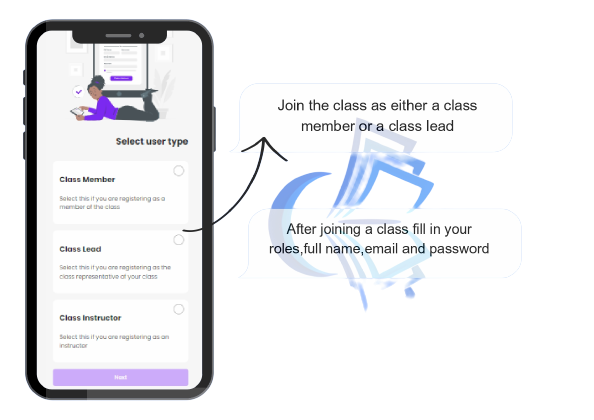 Select user type
Class Member
Select this if you are registering as a
member of the class
Class Lead
Select this if you are registering as the
class representative of your class
Class Instructor
Select this if you are registering as an
instructor
Next
Join the class as either a class
member or a class lead
After joining a class fill in your
roles,full name,email and password